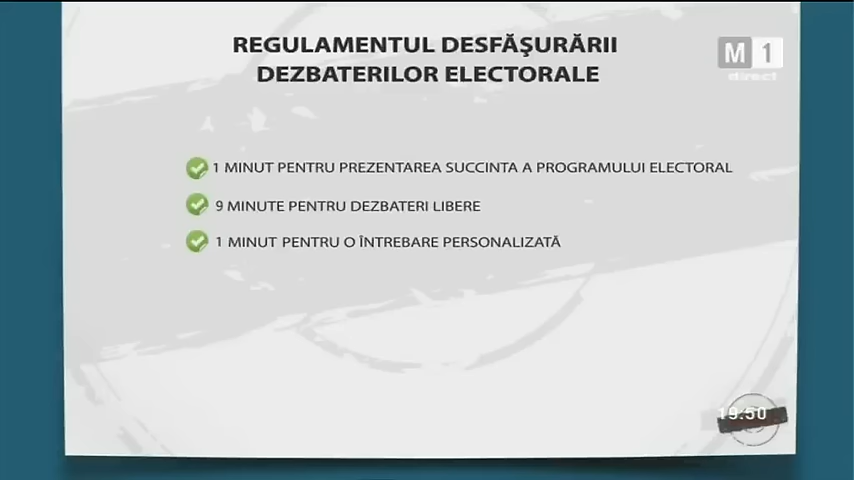 REGULAMENTUL DESFĂŞURĂRII
DEZBATERILOR ELECTORALE
M 1
direct
1 MINUT PENTRU PREZENTAREA SUCCINTA A PROGRAMULUI ELECTORAL
9 MINUTE PENTRU DEZBATERI LIBERE
1 MINUT PENTRU O ÎNTREBARE PERSONALIZATĂ
19:50